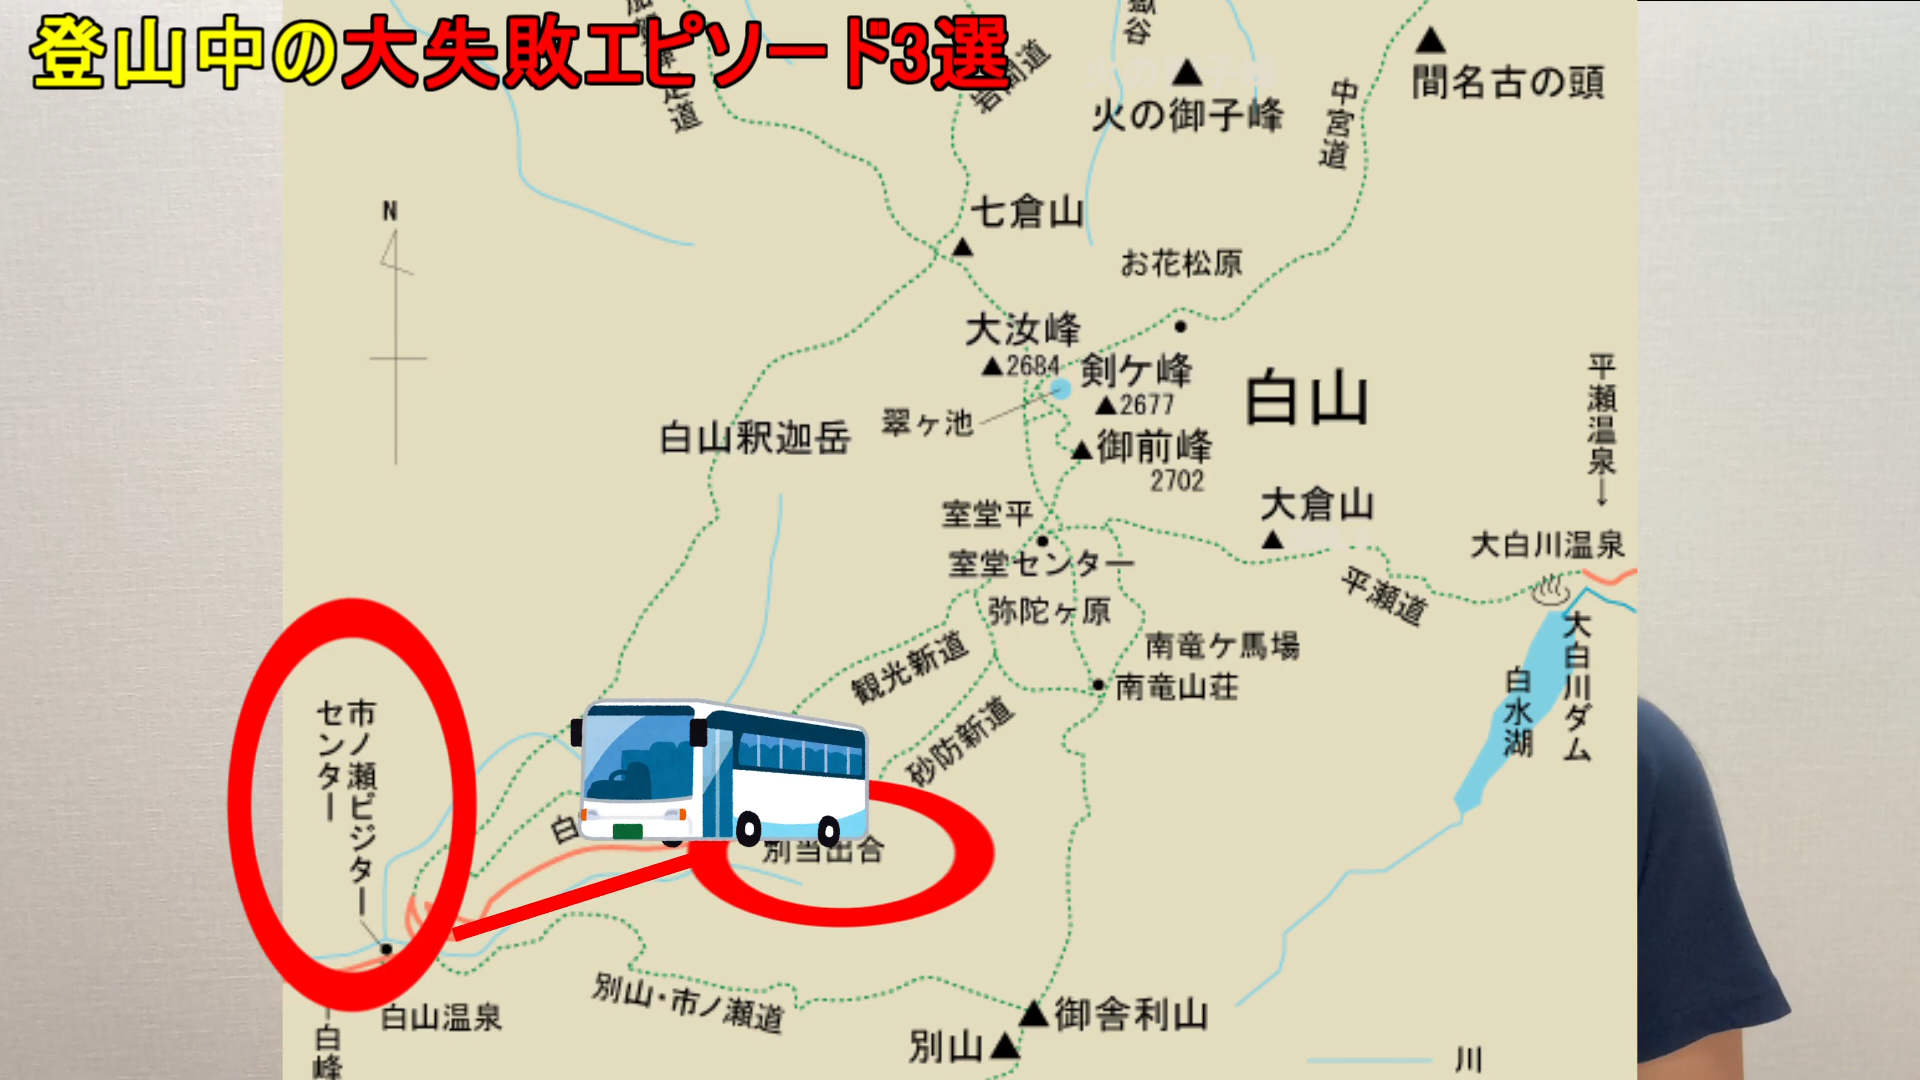 登山中の大失敗エピソード3選
岩間道
中宮道
間名古の頭
火の御子峰
N
七倉山
お花松原
大汝峰
2684
剣ケ峰
2677
翠ヶ池
白山
白山釈迦岳
御前峰
2702
平瀬温泉↓
室堂平
大倉山
室堂センター
大白川温泉
平瀬道
弥陀ヶ原
南竜ケ馬場
南竜山荘
観光新道
砂防新道
大白川ダム
白水湖
市ノ瀬ビジター
センター
白
別当出合
別山・市ノ瀬道
白山温泉
白峰
御舎利山
別山
川